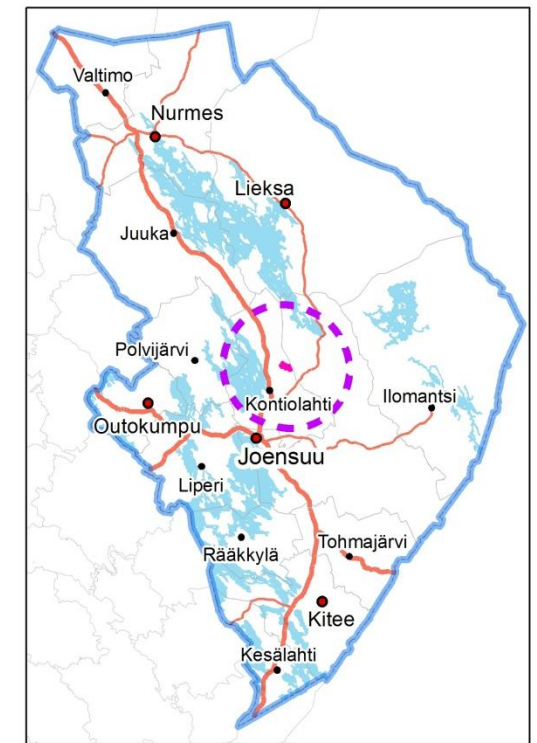 Valtimo
Nurmes
Lieksa
Juuka
Polvijärvi
Kontiolahti
Ilomantsi
Outokumpu
Joensuu
Liperi
Rääkkylä
Tohmajärvi
Kitee
Kesälahti